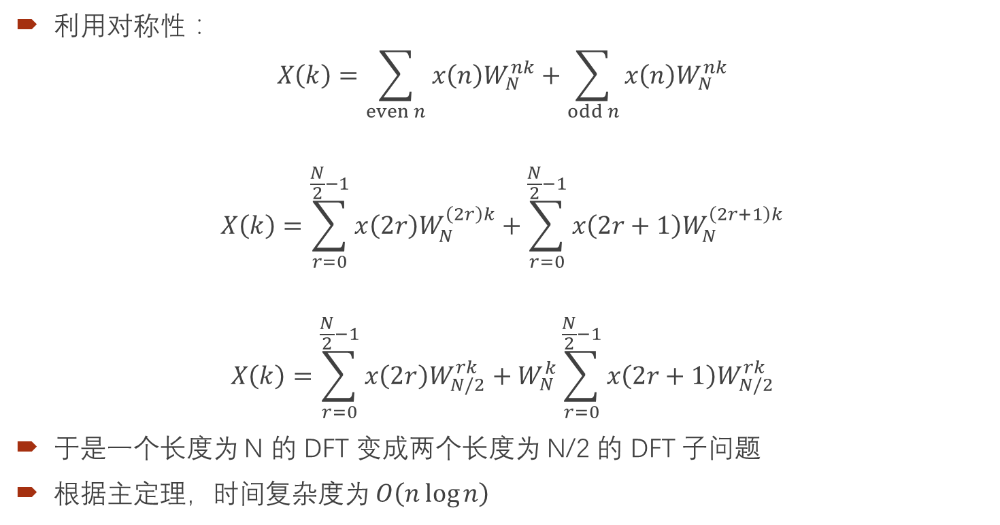 利用对称性：
$X(k) = \sum_{\text{even } n} x(n)W_N^{nk} + \sum_{\text{odd } n} x(n)W_N^{nk}$
$X(k) = \sum_{r=0}^{\frac{N}{2}-1} x(2r)W_N^{(2r)k} + \sum_{r=0}^{\frac{N}{2}-1} x(2r+1)W_N^{(2r+1)k}$
$X(k) = \sum_{r=0}^{\frac{N}{2}-1} x(2r)W_{N/2}^{rk} + W_N^k \sum_{r=0}^{\frac{N}{2}-1} x(2r+1)W_{N/2}^{rk}$
于是一个长度为 N 的 DFT 变成两个长度为 N/2 的 DFT 子问题
根据主定理，时间复杂度为 $O(n \log n)$